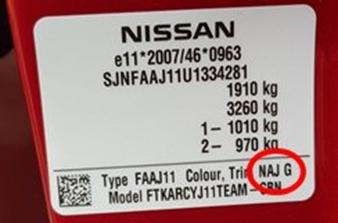 NISSAN
e11*2007/46*0963
SJNFAAJ11U1334281
1910 kg
3260 kg
1- 1010 kg
2- 970 kg
Type FAAJ11 Colour, Trim NAJ G
Model FTKARCYJ11TEAM-CBN